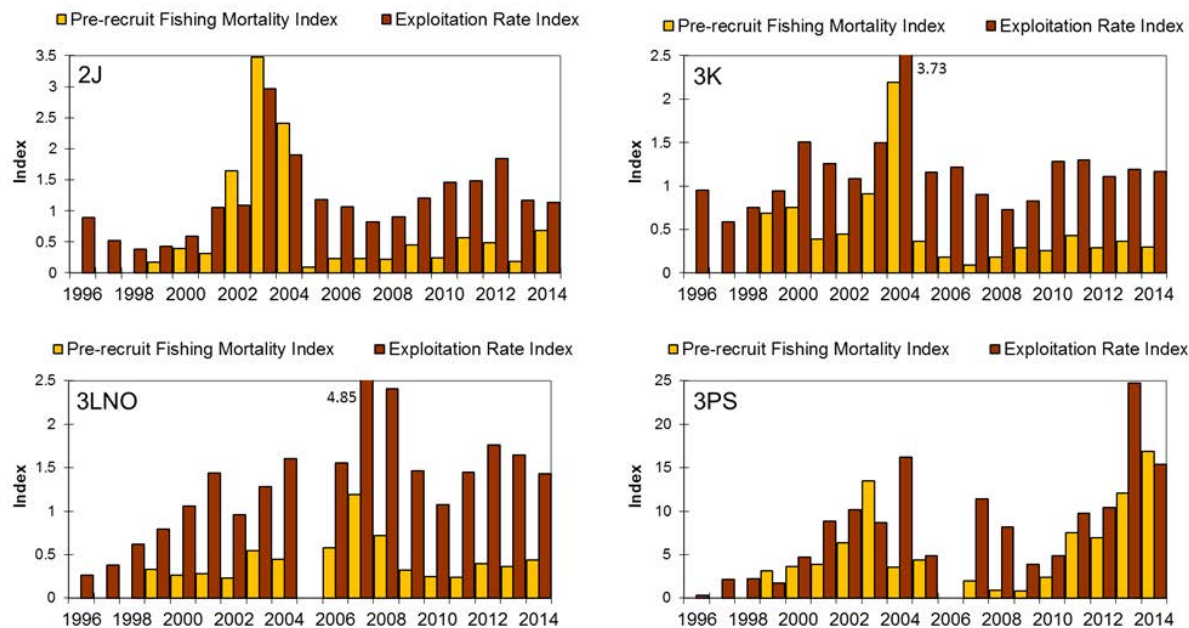 Pre-recruit Fishing Mortality Index Exploitation Rate Index
2J
Index
3.5
3
2.5
2
1.5
1
0.5
0
1996 1998 2000 2002 2004 2006 2008 2010 2012 2014
Pre-recruit Fishing Mortality Index Exploitation Rate Index
3K
3.73
Index
2.5
2
1.5
1
0.5
0
1996 1998 2000 2002 2004 2006 2008 2010 2012 2014
Pre-recruit Fishing Mortality Index Exploitation Rate Index
3LNO
4.85
Index
2.5
2
1.5
1
0.5
0
1996 1998 2000 2002 2004 2006 2008 2010 2012 2014
Pre-recruit Fishing Mortality Index Exploitation Rate Index
3PS
Index
25
20
15
10
5
0
1996 1998 2000 2002 2004 2006 2008 2010 2012 2014